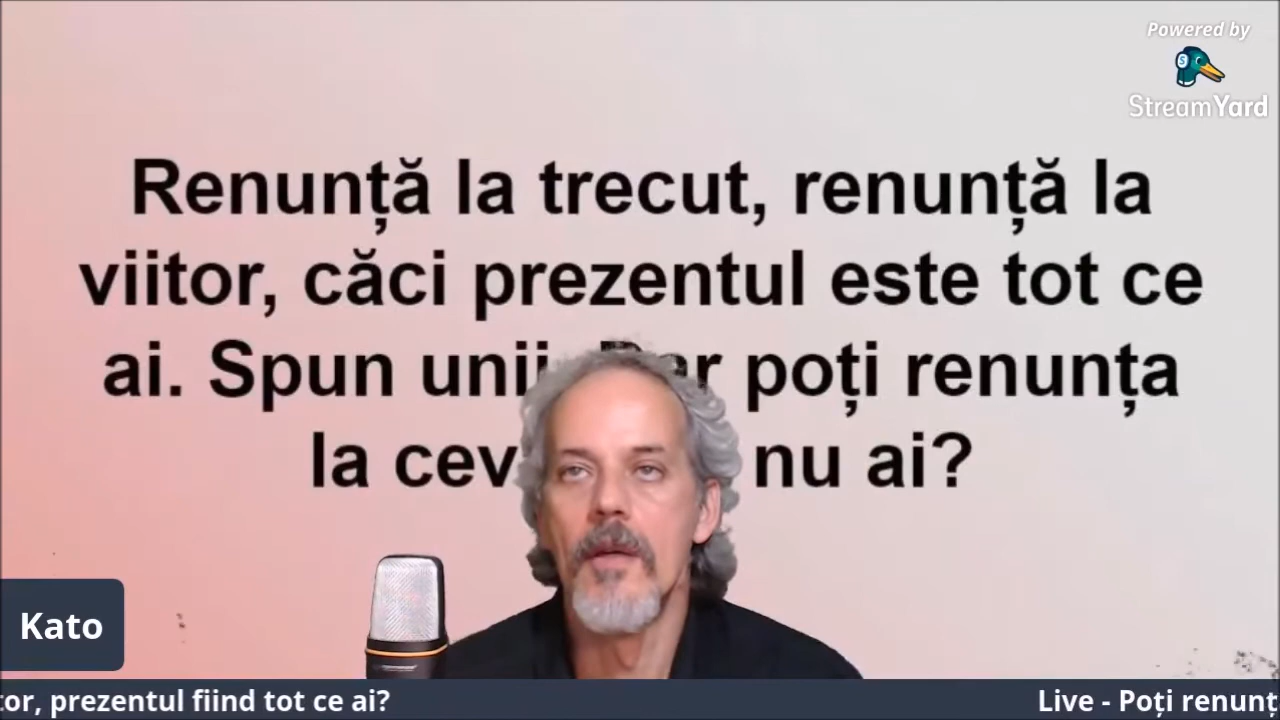 Powered by
StreamYard
Renunță la trecut, renunță la
viitor, căci prezentul este tot ce
ai. Spun unii. Dar poți renunța
la cev nu ai?
Kato
tor, prezentul fiind tot ce ai? Live - Poți renunț